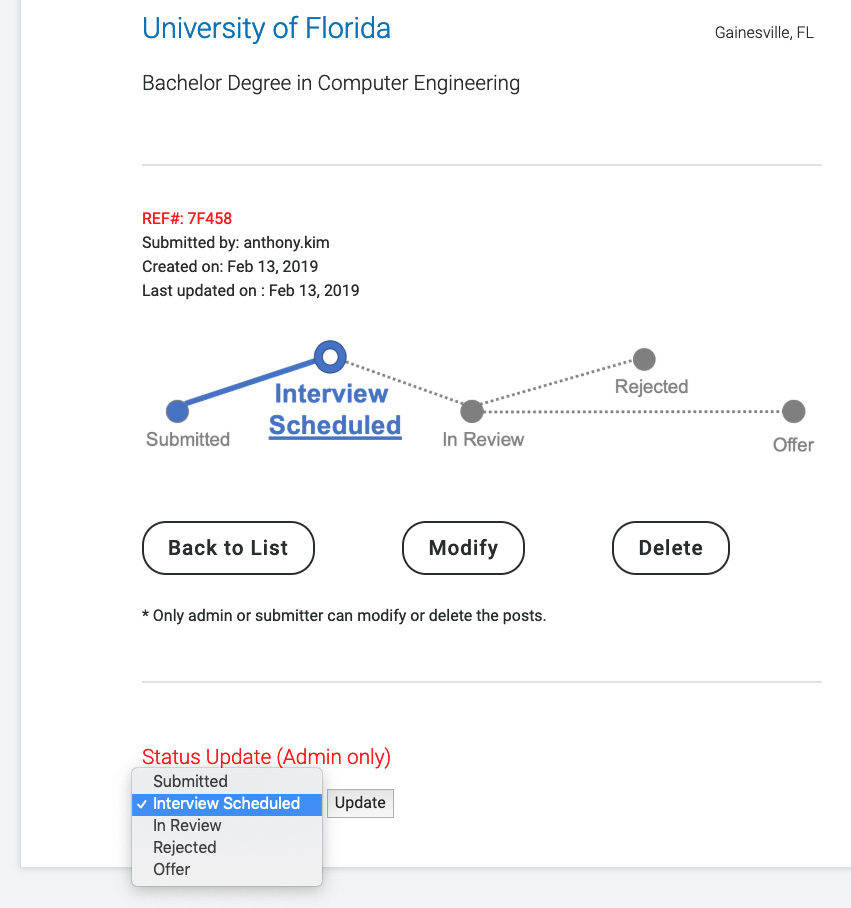 University of Florida
Gainesville, FL
Bachelor Degree in Computer Engineering
REF#: 7F458
Submitted by: anthony.kim
Created on: Feb 13, 2019
Last updated on : Feb 13, 2019
Submitted
Interview
Scheduled
In Review
Rejected
Offer
Back to List
Modify
Delete
* Only admin or submitter can modify or delete the posts.
Status Update (Admin only)
Submitted
✓ Interview Scheduled
Update
In Review
Rejected
Offer